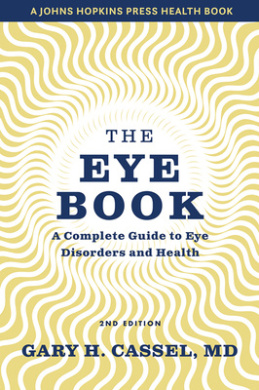 A JOHNS HOPKINS PRESS HEALTH BOOK
THE
EYE
BOOK
A Complete Guide to Eye
Disorders and Health
2ND EDITION
GARY H. CASSEL, MD